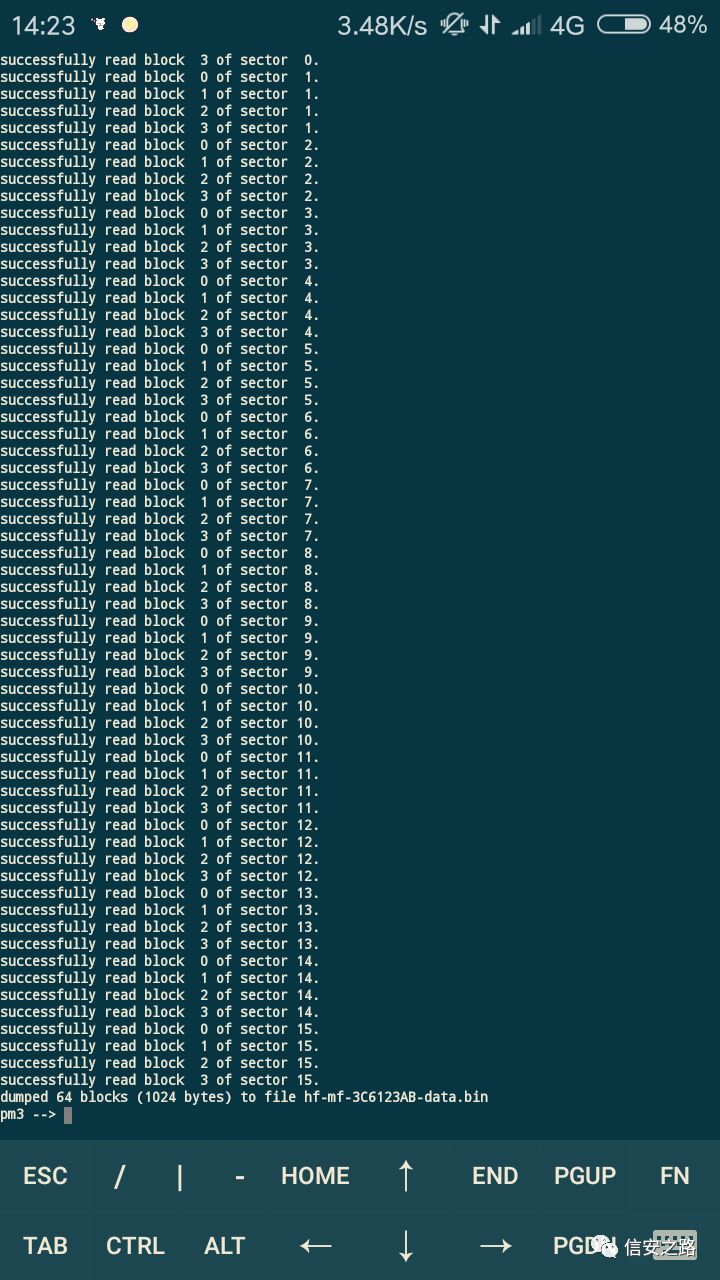 14:23 3.48K/s 4G 48%
successfully read block  3 of sector  0.
successfully read block  0 of sector  1.
successfully read block  1 of sector  1.
successfully read block  2 of sector  1.
successfully read block  3 of sector  1.
successfully read block  0 of sector  2.
successfully read block  1 of sector  2.
successfully read block  2 of sector  2.
successfully read block  3 of sector  2.
successfully read block  0 of sector  3.
successfully read block  1 of sector  3.
successfully read block  2 of sector  3.
successfully read block  3 of sector  3.
successfully read block  0 of sector  4.
successfully read block  1 of sector  4.
successfully read block  2 of sector  4.
successfully read block  3 of sector  4.
successfully read block  0 of sector  5.
successfully read block  1 of sector  5.
successfully read block  2 of sector  5.
successfully read block  3 of sector  5.
successfully read block  0 of sector  6.
successfully read block  1 of sector  6.
successfully read block  2 of sector  6.
successfully read block  3 of sector  6.
successfully read block  0 of sector  7.
successfully read block  1 of sector  7.
successfully read block  2 of sector  7.
successfully read block  3 of sector  7.
successfully read block  0 of sector  8.
successfully read block  1 of sector  8.
successfully read block  2 of sector  8.
successfully read block  3 of sector  8.
successfully read block  0 of sector  9.
successfully read block  1 of sector  9.
successfully read block  2 of sector  9.
successfully read block  3 of sector  9.
successfully read block  0 of sector 10.
successfully read block  1 of sector 10.
successfully read block  2 of sector 10.
successfully read block  3 of sector 10.
successfully read block  0 of sector 11.
successfully read block  1 of sector 11.
successfully read block  2 of sector 11.
successfully read block  3 of sector 11.
successfully read block  0 of sector 12.
successfully read block  1 of sector 12.
successfully read block  2 of sector 12.
successfully read block  3 of sector 12.
successfully read block  0 of sector 13.
successfully read block  1 of sector 13.
successfully read block  2 of sector 13.
successfully read block  3 of sector 13.
successfully read block  0 of sector 14.
successfully read block  1 of sector 14.
successfully read block  2 of sector 14.
successfully read block  3 of sector 14.
successfully read block  0 of sector 15.
successfully read block  1 of sector 15.
successfully read block  2 of sector 15.
successfully read block  3 of sector 15.
dumped 64 blocks (1024 bytes) to file hf-mf-3C6123AB-data.bin
pm3 -->
ESC / | - HOME ↑ END PGUP FN
TAB CTRL ALT ← ↓ → 信安之路